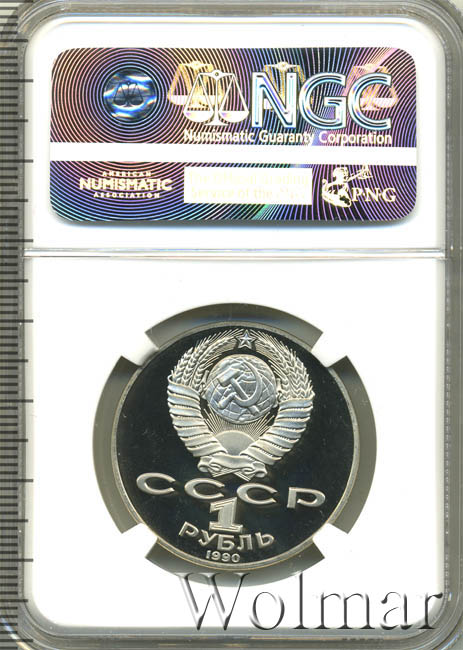 NGC
Numismatic Guaranty Corporation
AMERICAN
NUMISMATIC
ASSOCIATION
PNG
СССР
1
РУБЛЬ
1990
Wolmar